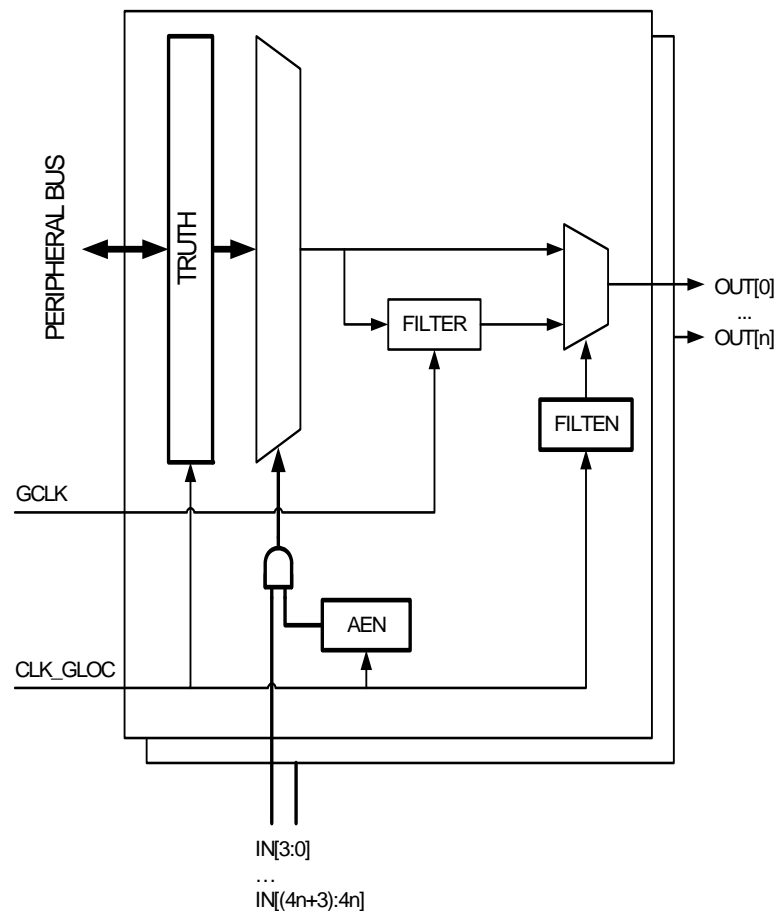 PERIPHERAL BUS
TRUTH
FILTER
OUT[0]
...
OUT[n]
FILTEN
GCLK
AEN
CLK_GLOC
IN[3:0]
...
IN[(4n+3):4n]